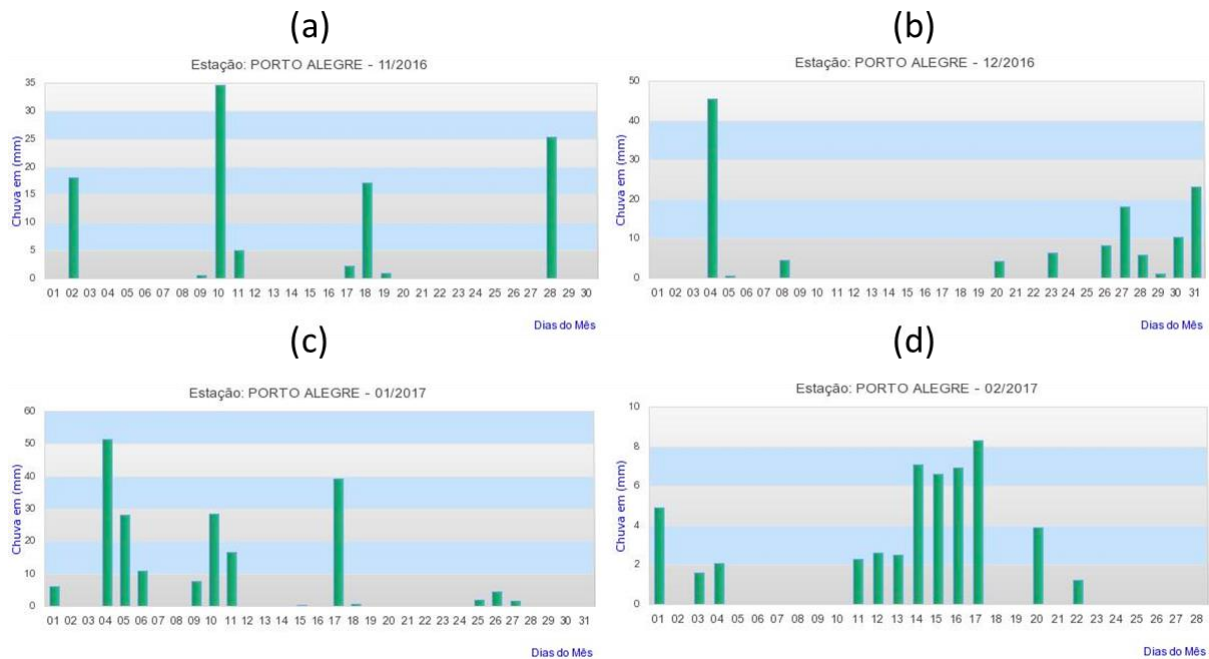 (a)
Estação: PORTO ALEGRE - 11/2016
Chuva em (mm)
35
30
25
20
15
10
5
0
01 02 03 04 05 06 07 08 09 10 11 12 13 14 15 16 17 18 19 20 21 22 23 24 25 26 27 28 29 30
Dias do Mês
(b)
Estação: PORTO ALEGRE - 12/2016
Chuva em (mm)
50
40
30
20
10
0
01 02 03 04 05 06 07 08 09 10 11 12 13 14 15 16 17 18 19 20 21 22 23 24 25 26 27 28 29 30 31
Dias do Mês
(c)
Estação: PORTO ALEGRE - 01/2017
Chuva em (mm)
60
50
40
30
20
10
0
01 02 03 04 05 06 07 08 09 10 11 12 13 14 15 16 17 18 19 20 21 22 23 24 25 26 27 28 29 30 31
Dias do Mês
(d)
Estação: PORTO ALEGRE - 02/2017
Chuva em (mm)
10
8
6
4
2
0
01 02 03 04 05 06 07 08 09 10 11 12 13 14 15 16 17 18 19 20 21 22 23 24 25 26 27 28
Dias do Mês